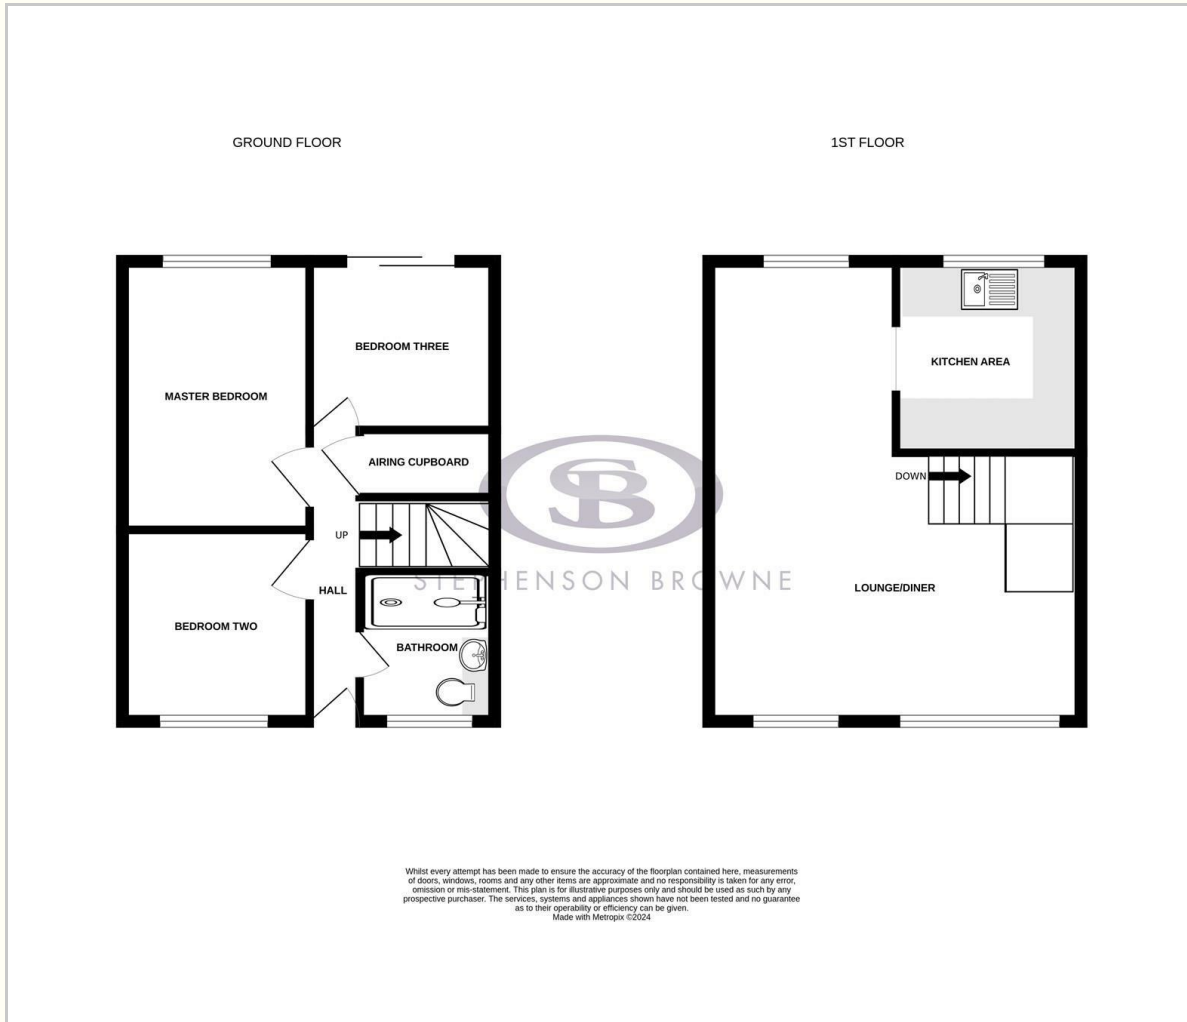 GROUND FLOOR
1ST FLOOR
BEDROOM THREE
MASTER BEDROOM
KITCHEN AREA
AIRING CUPBOARD
SB
DOWN
UP
STEPHENSON BROWNE
HALL
LOUNGE/DINER
BEDROOM TWO
BATHROOM
Whilst every attempt has been made to ensure the accuracy of the floorplan contained here, measurements
of doors, windows, rooms and any other items are approximate and no responsibility is taken for any error,
omission or mis-statement. This plan is for illustrative purposes only and should be used as such by any
prospective purchaser. The services, systems and appliances shown have not been tested and no guarantee
as to their operability or efficiency can be given.
Made with Metropix ©2024